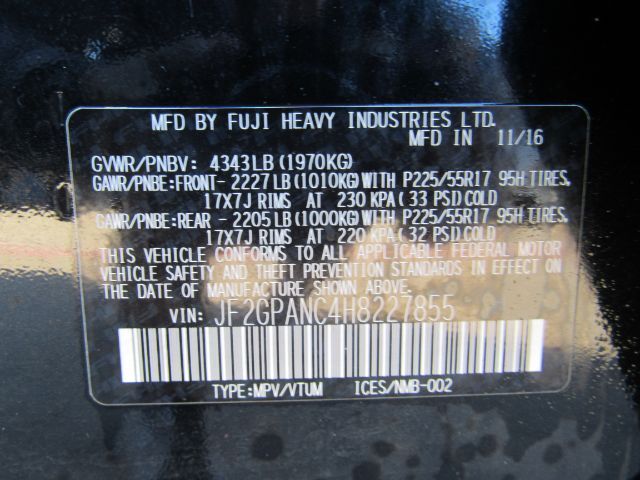 MFD BY FUJI HEAVY INDUSTRIES LTD.
MFD IN 11/16
GVWR/PNBV: 4343LB (1970KG)
GAWR/PNBE:FRONT- 2227LB (1010KG)WITH P225/55R17 95H TIRES,
17X7J RIMS AT 230 KPA (33 PSI)COLD
GAWR/PNBE:REAR - 2205LB (1000KG)WITH P225/55R17 95H TIRES,
17X7J RIMS AT 220 KPA (32 PSI)COLD
THIS VEHICLE CONFORMS TO ALL APPLICABLE FEDERAL MOTOR
VEHICLE SAFETY AND THEFT PREVENTION STANDARDS IN EFFECT ON
THE DATE OF MANUFACTURE SHOWN ABOVE.
VIN: JF2GPANC4H8227855
TYPE:MPV/VTUM ICES/NMB-002